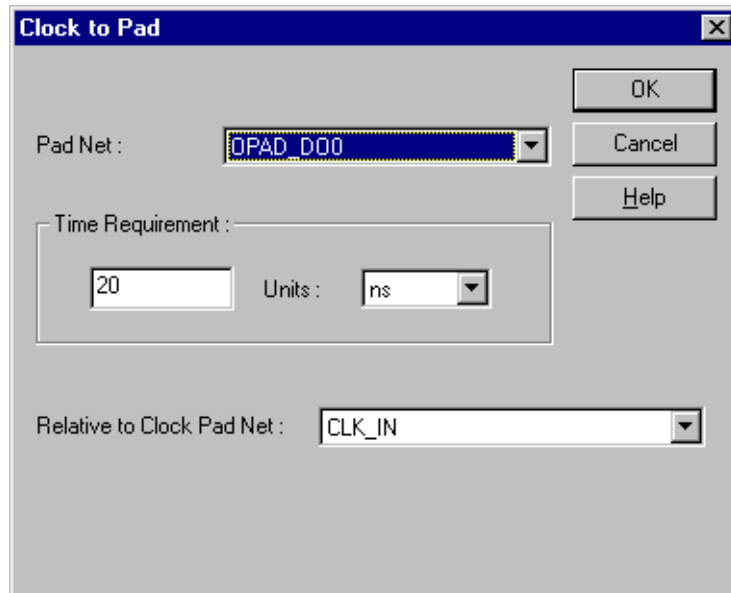 Clock to Pad
OK
Pad Net : OPAD_DO0
Cancel
Help
Time Requirement :
20 Units : ns
Relative to Clock Pad Net : CLK_IN